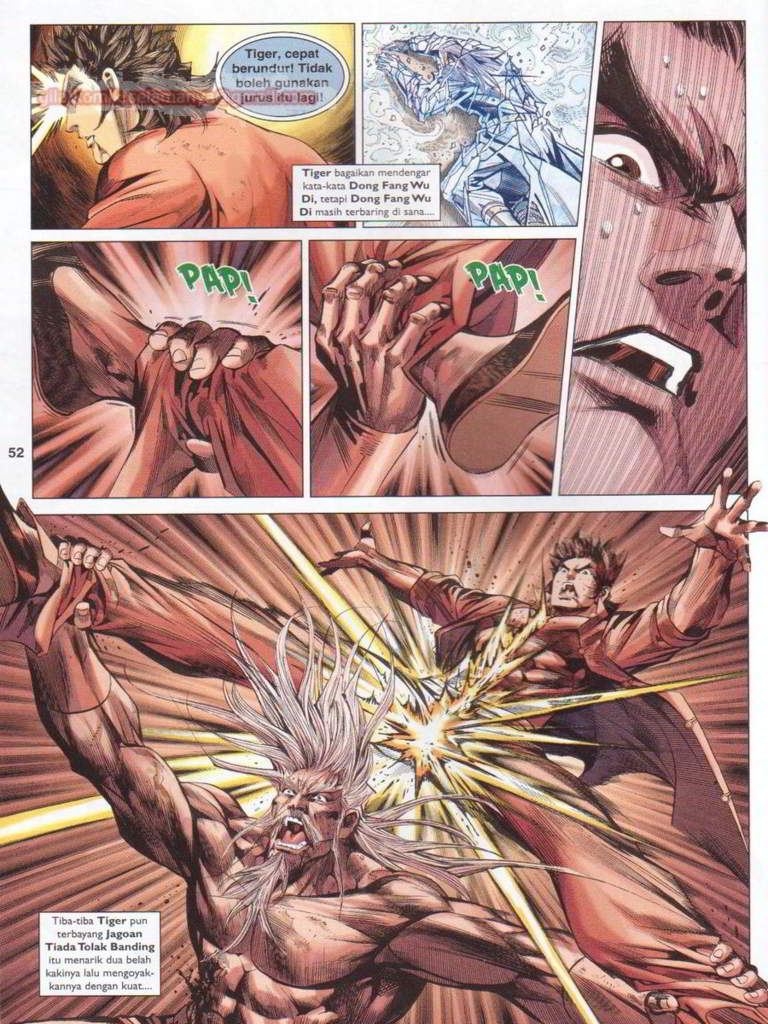 Tiger, cepat
berundur! Tidak
boleh gunakan
jurus itu lagi!
Tiger bagaikan mendengar
kata-kata Dong Fang Wu
Di, tetapi Dong Fang Wu
Di masih terbaring di sana....
PAP!
PAP!
52
Tiba-tiba Tiger pun
terbayang Jagoan
Tiada Tolak Banding
itu menarik dua belah
kakinya lalu mengoyak-
kannya dengan kuat....